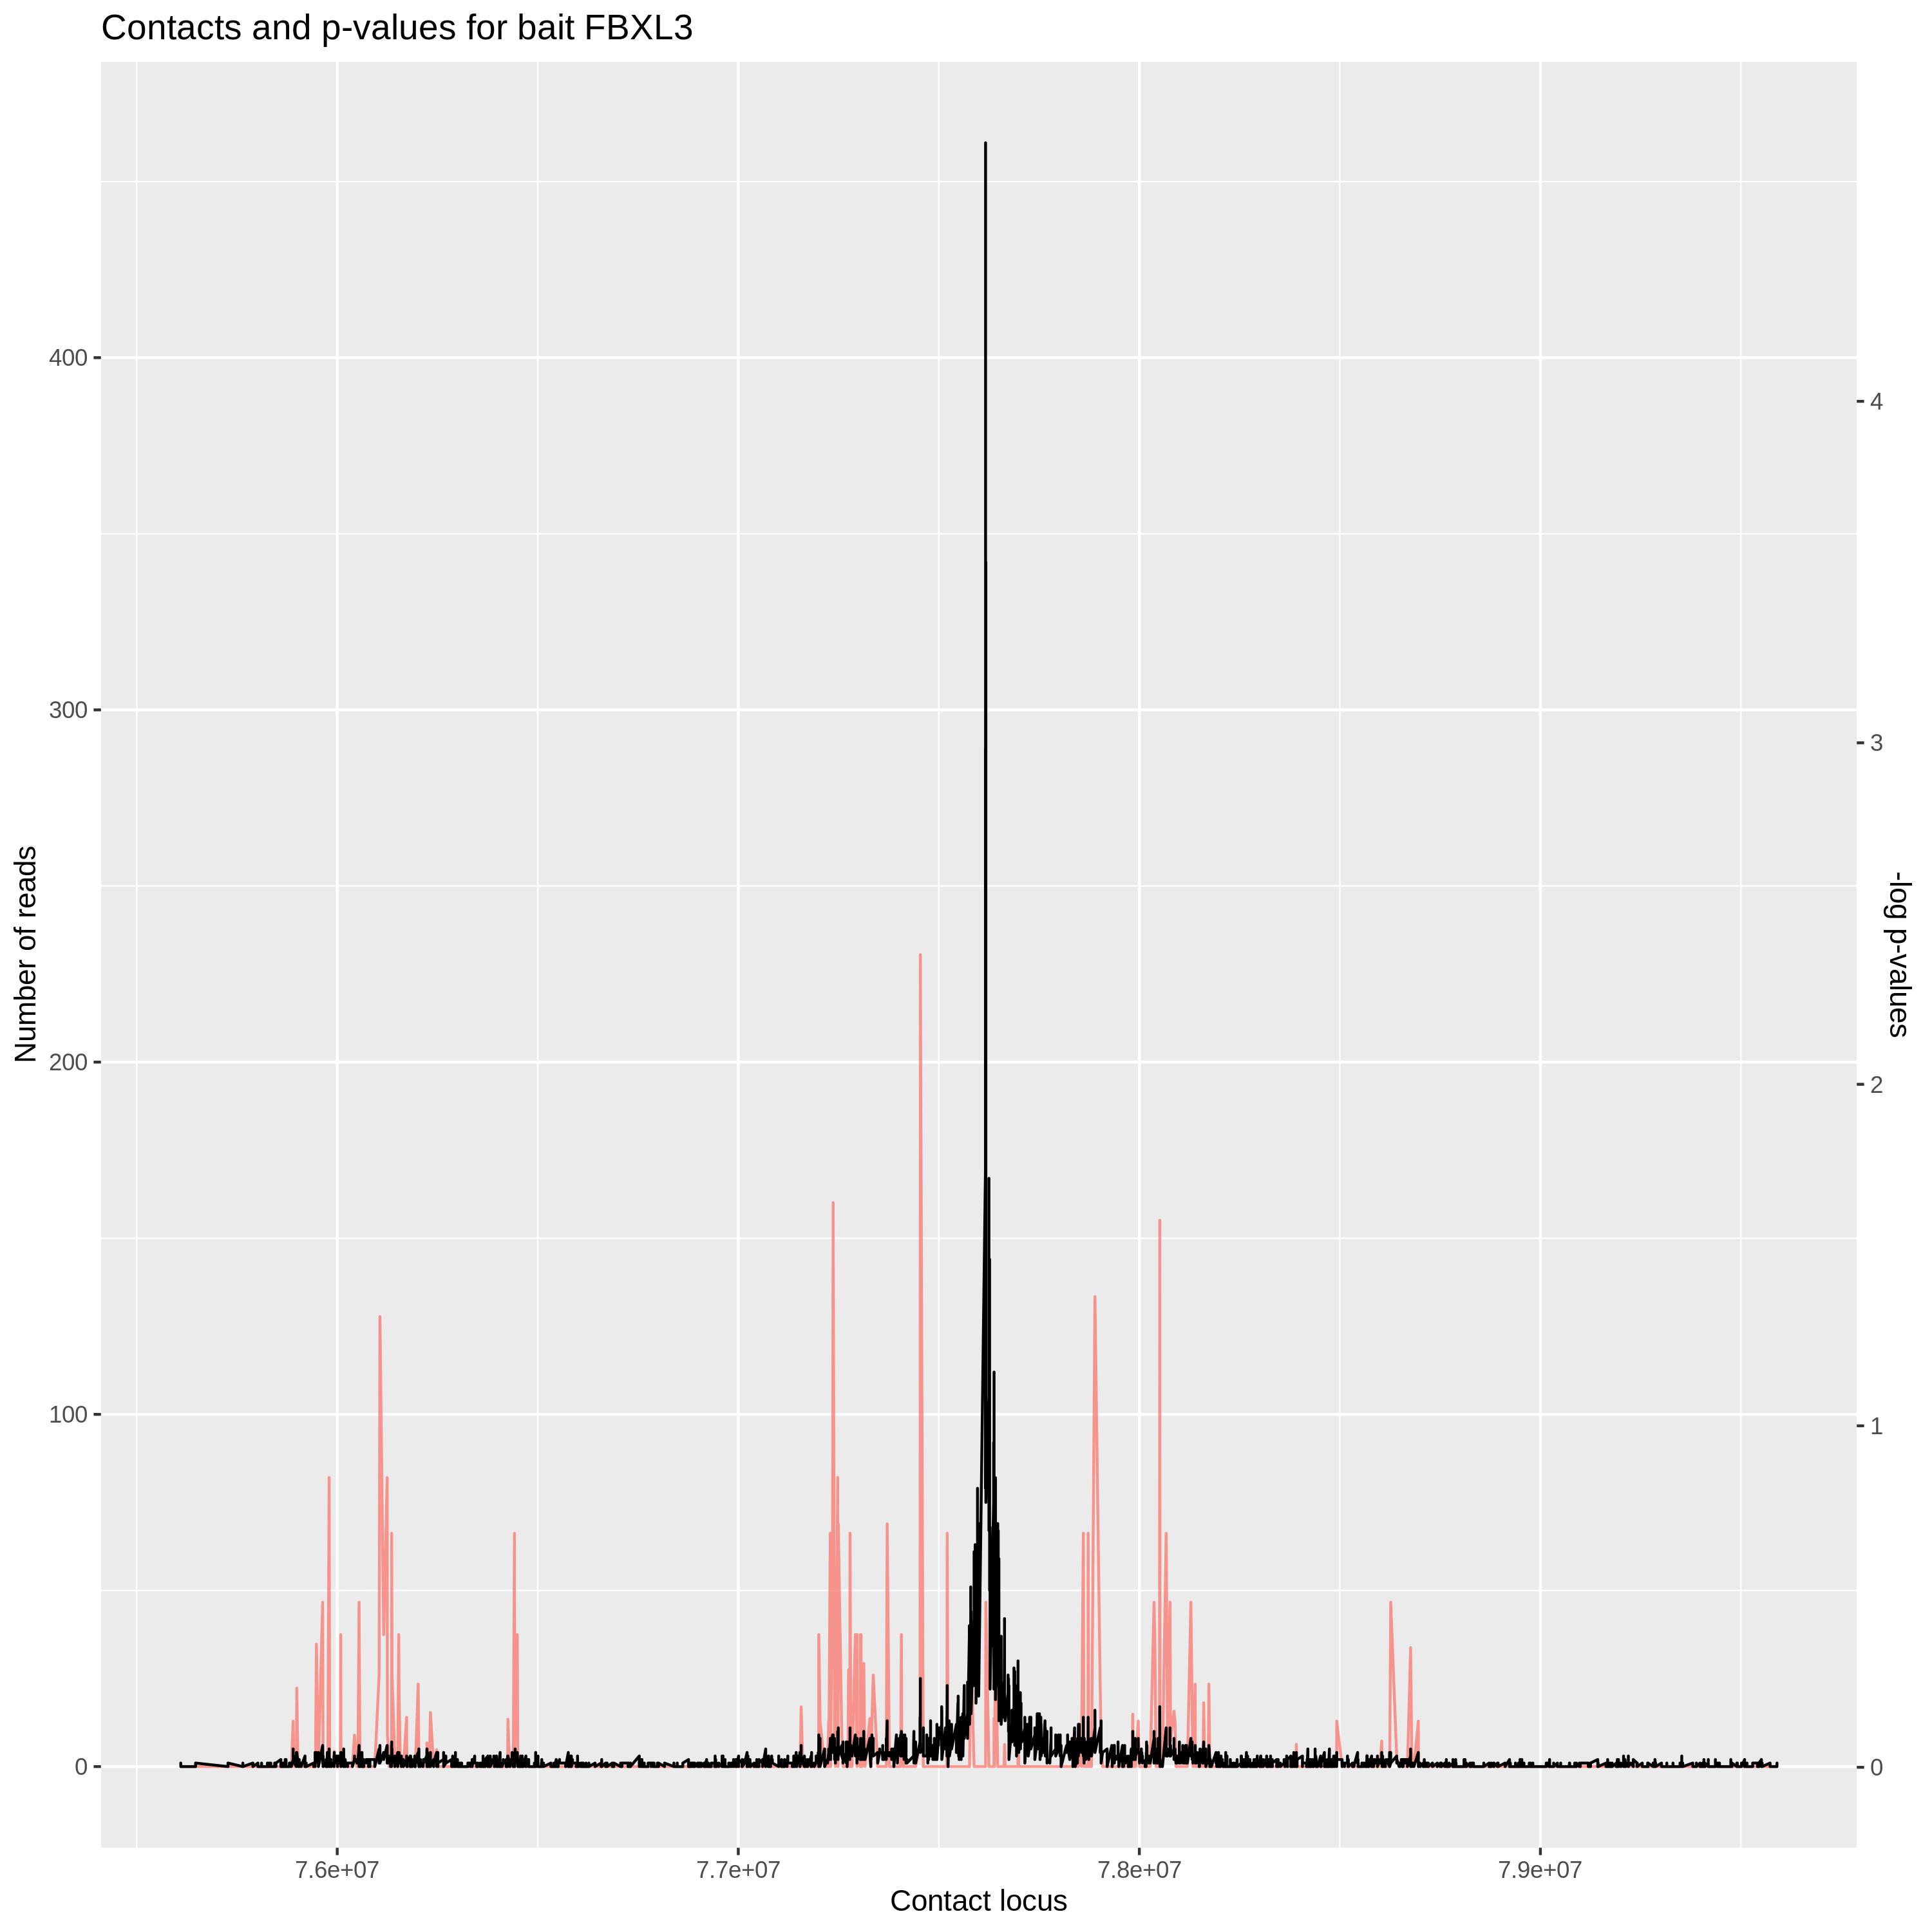 Contacts and p-values for bait FBXL3
Number of reads
400
300
200
100
0
4
3
2
1
0
-log p-values
7.6e+07
7.7e+07
7.8e+07
7.9e+07
Contact locus